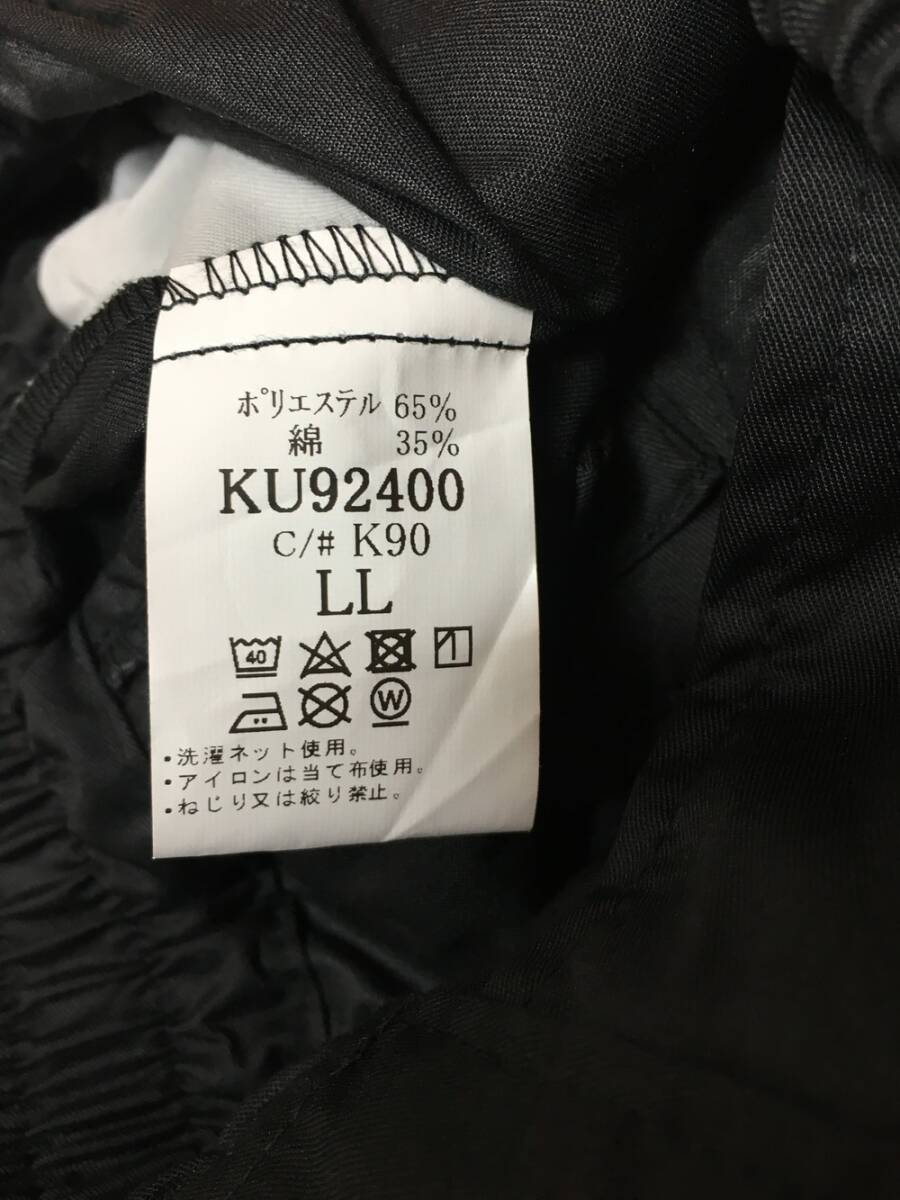 ポリエステル 65%
綿 35%
KU92400
C/# K90
LL
40
W
・洗濯ネット使用。
・アイロンは当て布使用。
・ねじり又は絞り禁止。